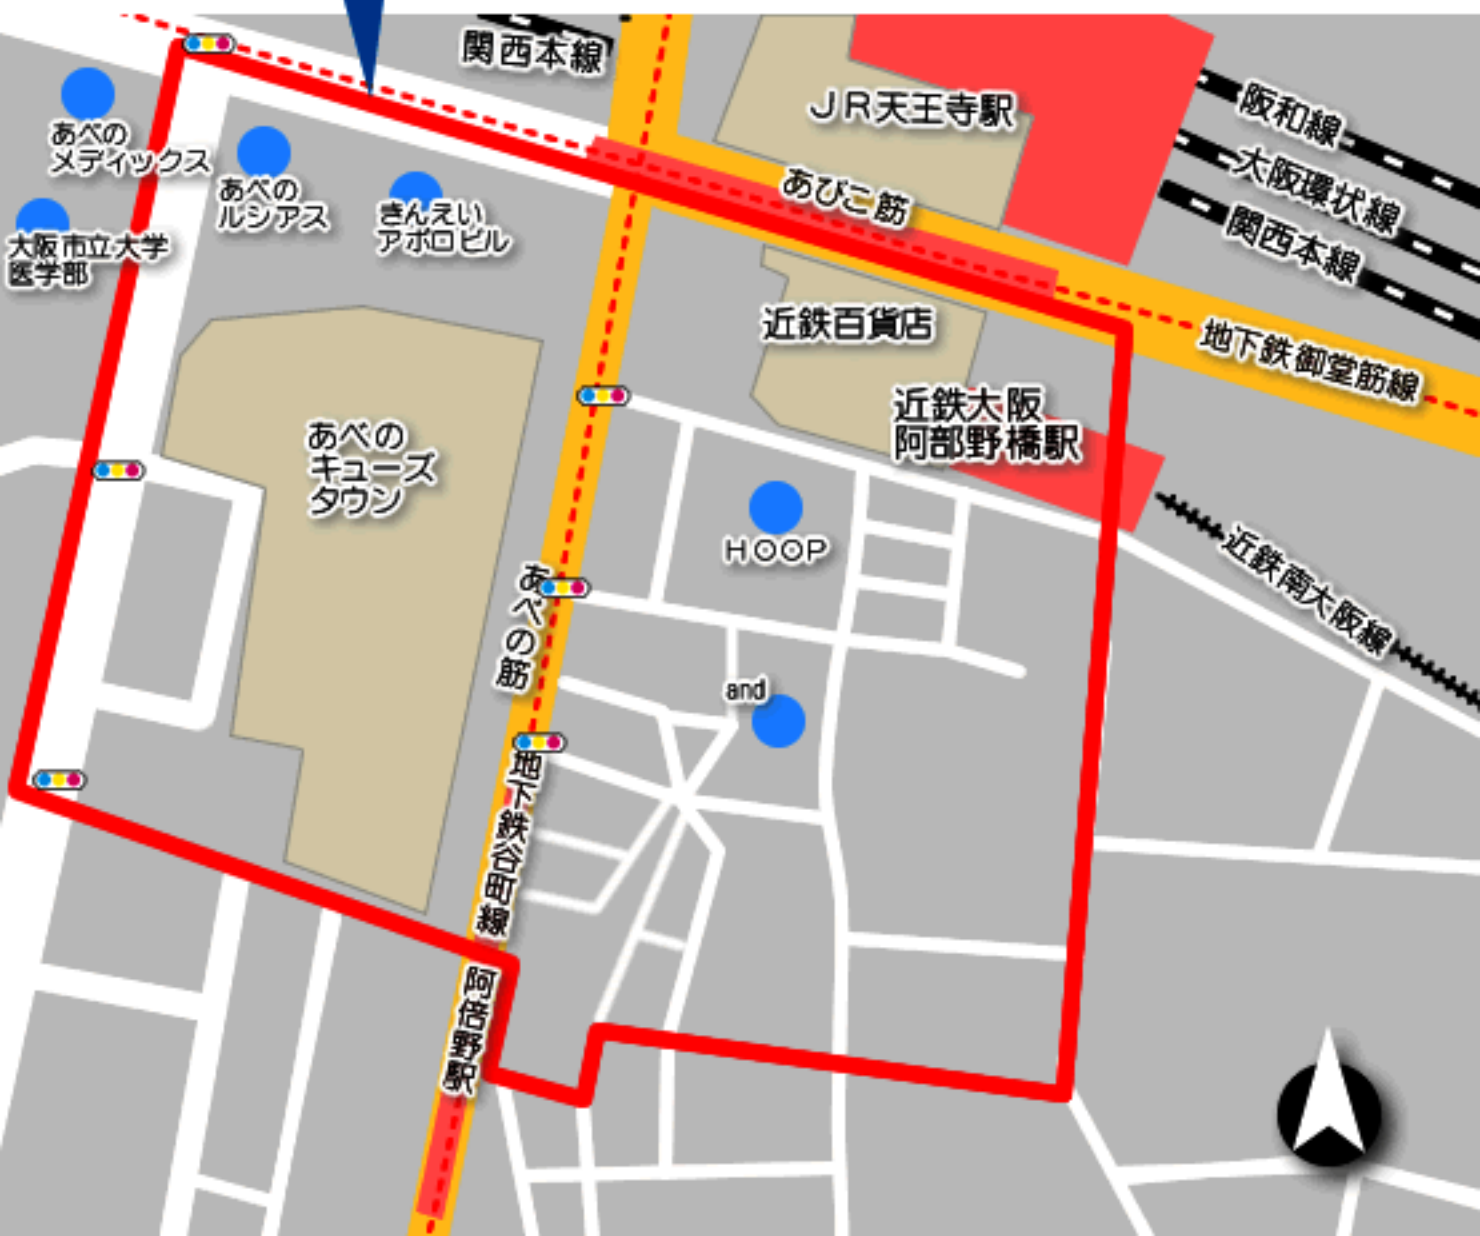 関西本線
JR天王寺駅
阪和線
大阪環状線
関西本線
あべの
メディックス
あべの
ルシアス
きんえい
アポロビル
あびこ筋
大阪市立大学
医学部
近鉄百貨店
地下鉄御堂筋線
近鉄大阪
阿部野橋駅
あべの
キューズ
タウン
HOOP
近鉄南大阪線
あべの筋
and
地下鉄谷町線
阿倍野駅